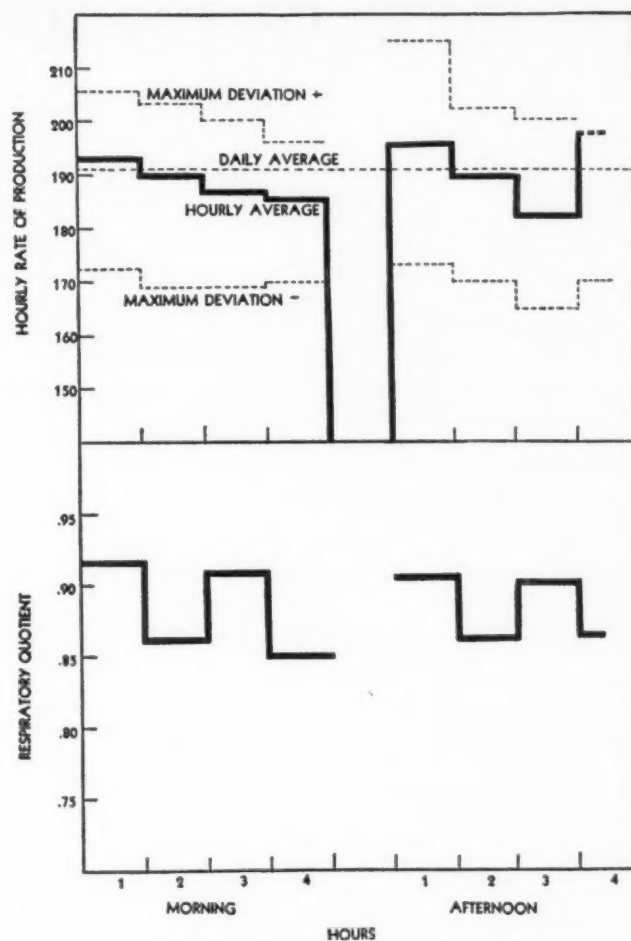 HOURLY RATE OF PRODUCTION
210
200
190
180
170
160
150
MAXIMUM DEVIATION +
DAILY AVERAGE
HOURLY AVERAGE
MAXIMUM DEVIATION -
RESPIRATORY QUOTIENT
.95
.90
.85
.80
.75
1 2 3 4 1 2 3 4
MORNING AFTERNOON
HOURS